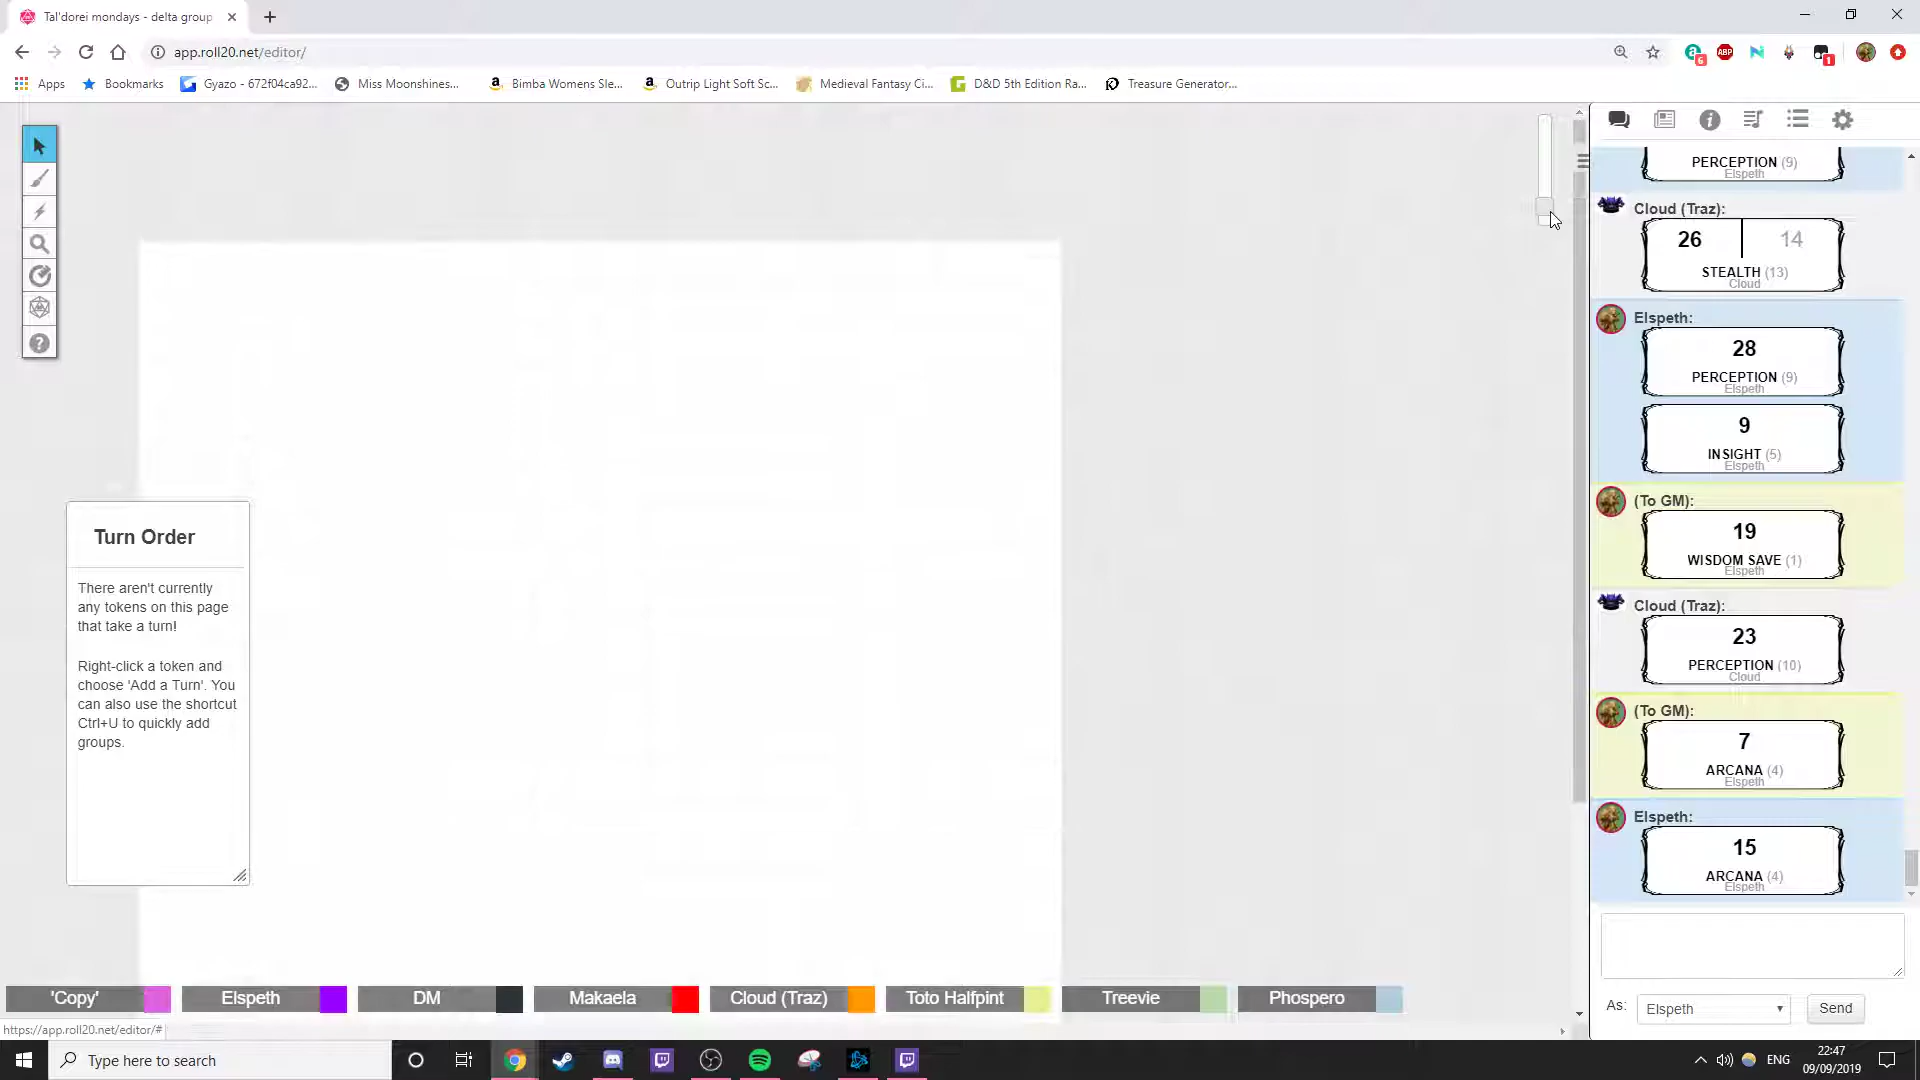 Tal'dorei mondays - delta group
app.roll20.net/editor/
6
ABP
1
Apps
Bookmarks
Gyazo - 672f04ca92...
Miss Moonshines...
Bimba Womens Sle...
Outrip Light Soft Sc...
Medieval Fantasy Ci...
D&D 5th Edition Ra...
Treasure Generator...
PERCEPTION (9)
Elspeth
Cloud (Traz):
26 14
STEALTH (13)
Cloud
Elspeth:
28
PERCEPTION (9)
Elspeth
9
INSIGHT (5)
Elspeth
(To GM):
19
WISDOM SAVE (1)
Elspeth
Cloud (Traz):
23
PERCEPTION (10)
Cloud
(To GM):
7
ARCANA (4)
Elspeth
Elspeth:
15
ARCANA (4)
Elspeth
As:
Elspeth
Send
Turn Order
There aren't currently
any tokens on this page
that take a turn!
Right-click a token and
choose 'Add a Turn'. You
can also use the shortcut
Ctrl+U to quickly add
groups.
'Copy'
Elspeth
DM
Makaela
Cloud (Traz)
Toto Halfpint
Treevie
Phospero
https://app.roll20.net/editor/#
Type here to search
ENG
22:47
09/09/2019